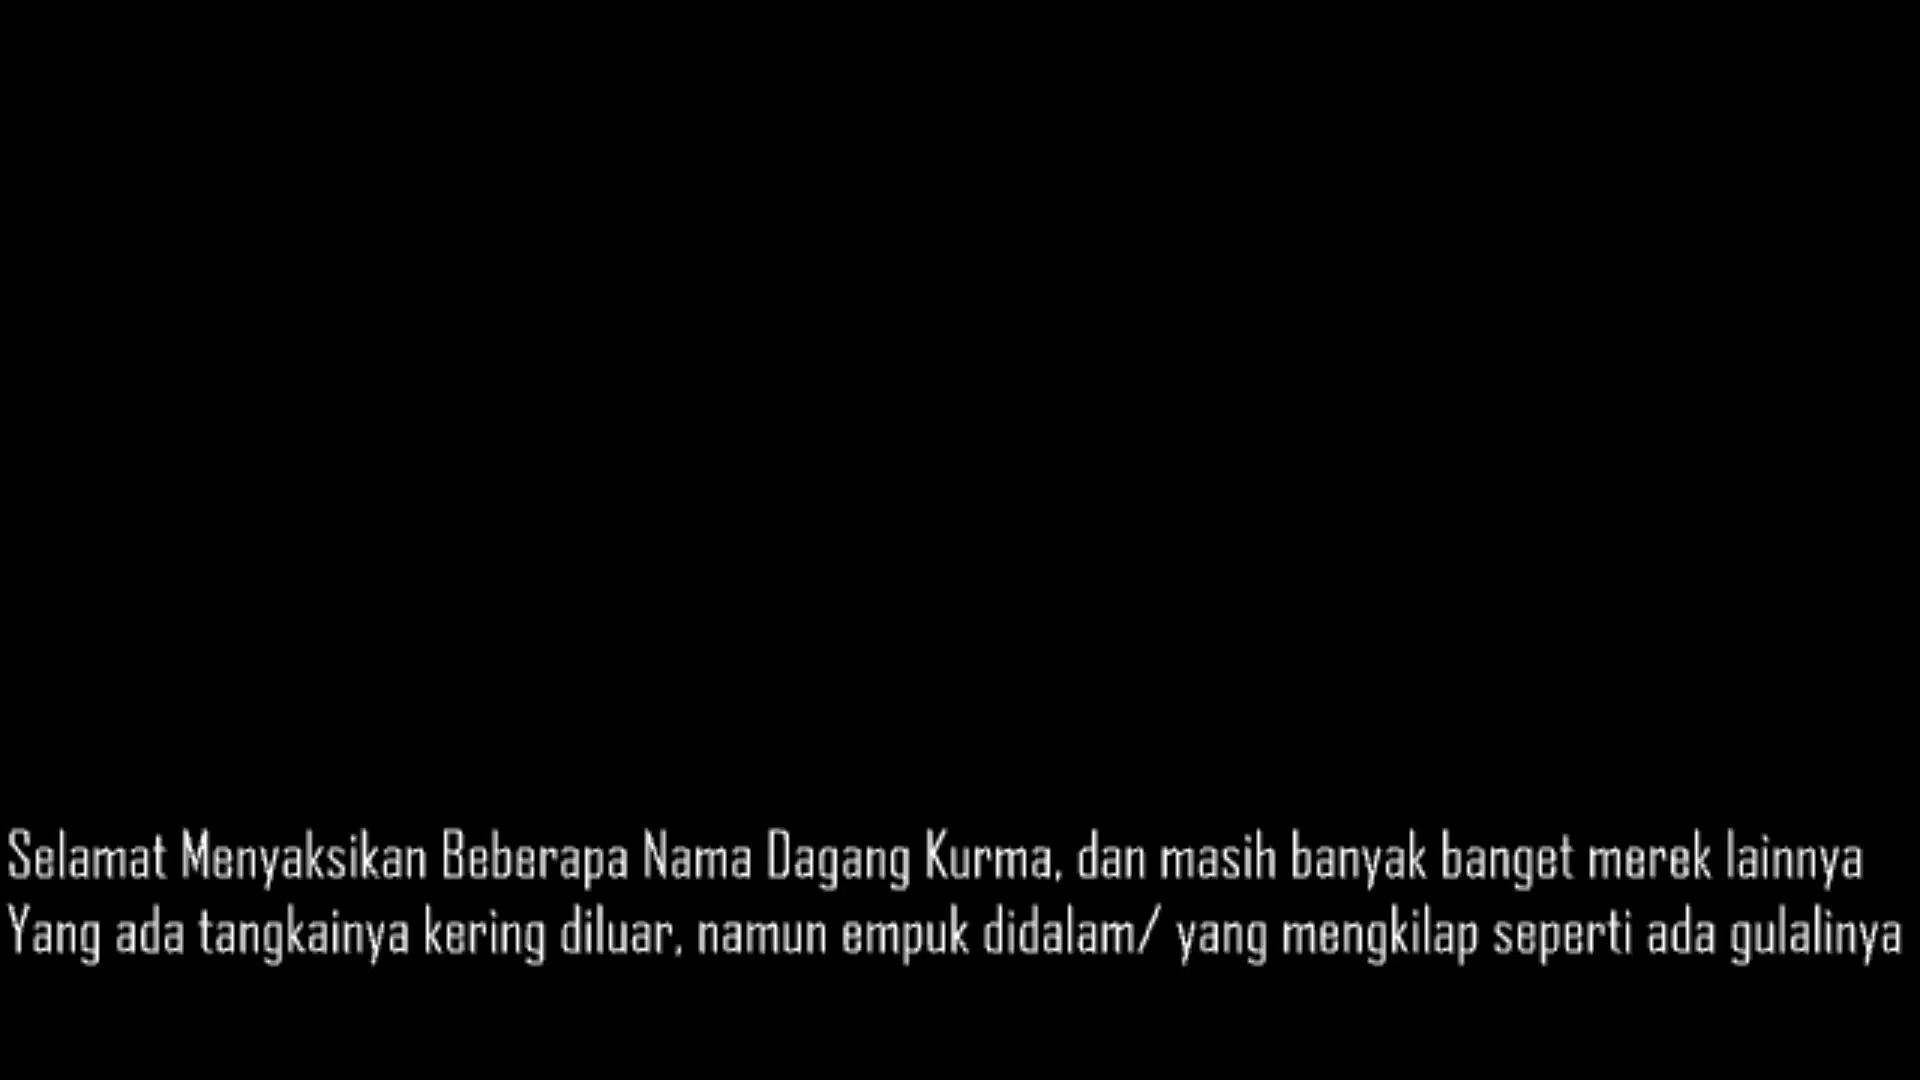 Selamat Menyaksikan Beberapa Nama Dagang Kurma, dan masih banyak banget merek lainnya
Yang ada tangkainya kering diluar, namun empuk didalam/ yang mengkilap seperti ada gulalinya